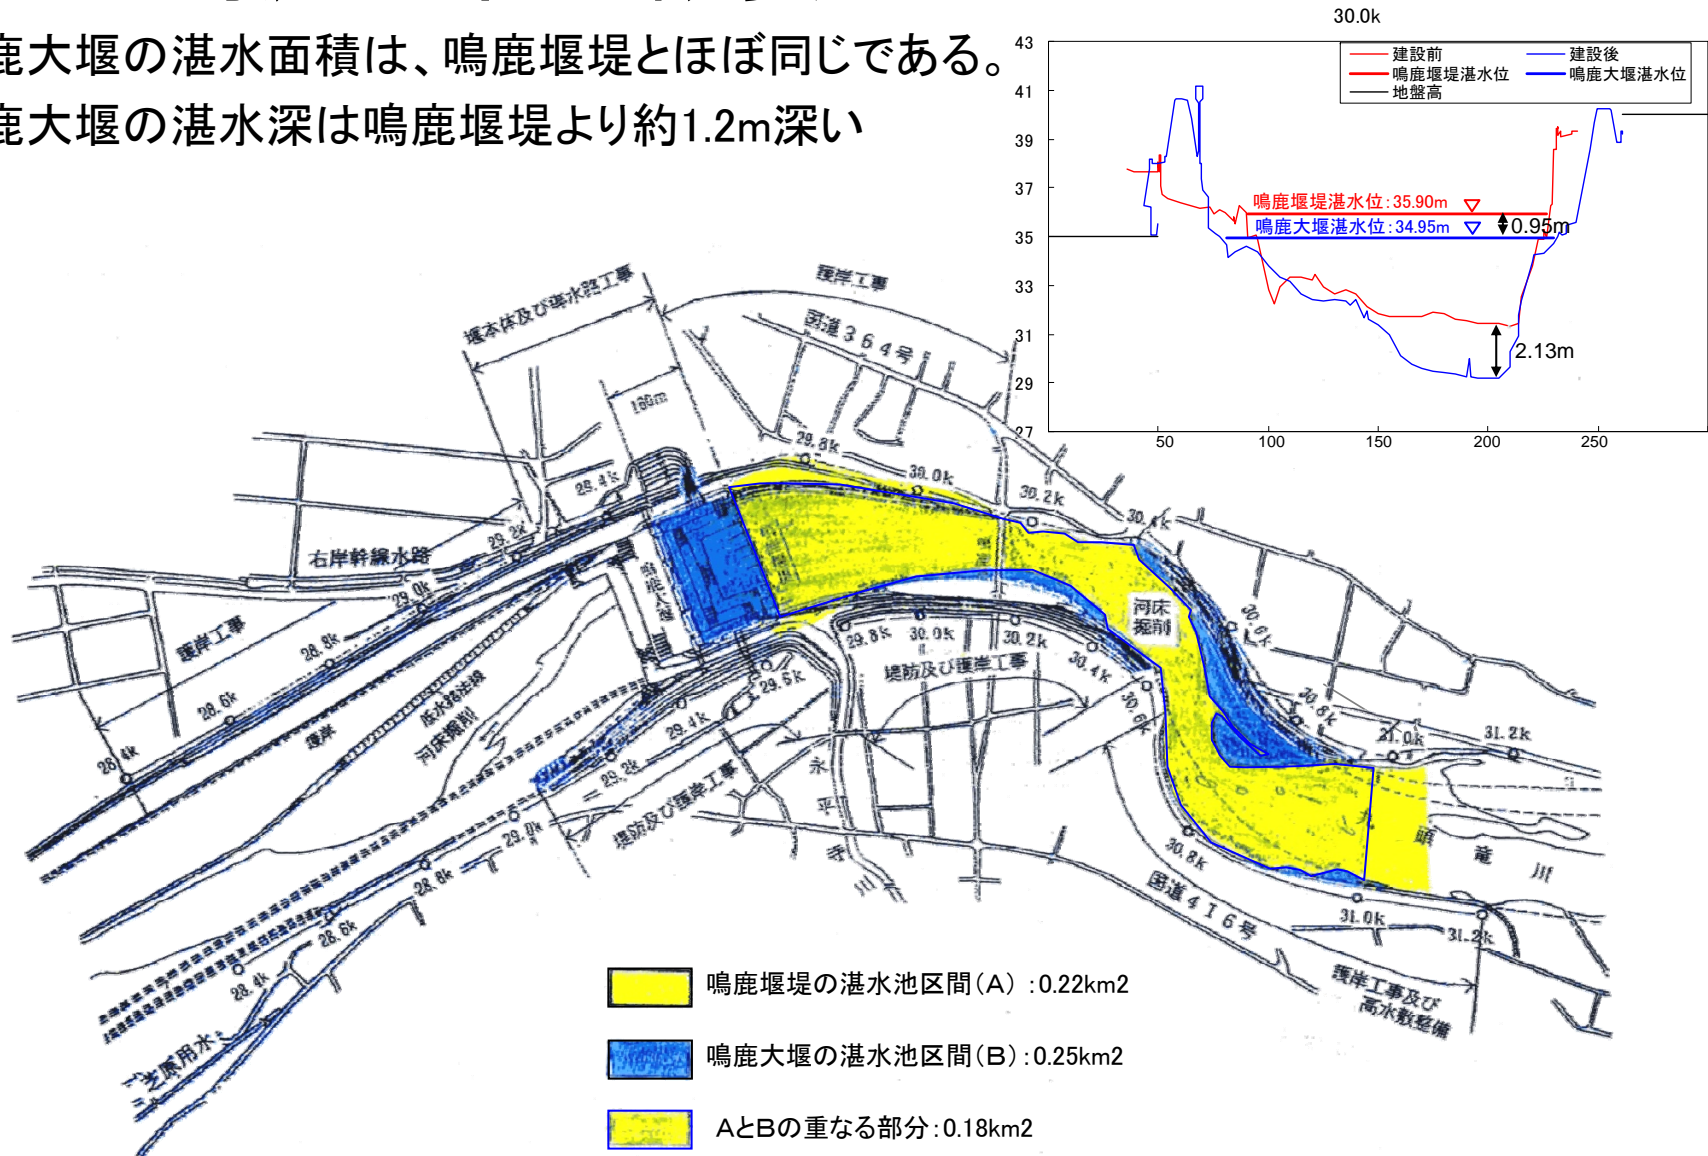 鹿大堰の湛水面積は、鳴鹿堰堤とほぼ同じである。
鹿大堰の湛水深は鳴鹿堰堤より約1.2m深い
30.0k
建設前
建設後
鳴鹿堰堤湛水位
鳴鹿大堰湛水位
地盤高
43
41
39
37
35
33
31
29
27
50
100
150
200
250
鳴鹿堰堤湛水位:35.90m
鳴鹿大堰湛水位:34.95m
0.95m
2.13m
堰本体及び導水路工事
護岸工事
国道364号
160m
29.8k
30.0k
30.2k
30.4k
29.4k
29.2k
右岸幹線水路
29.0k
護岸工事
28.8k
28.6k
28.4k
鳴鹿大堰
低水路法線
河床掘削
護岸
河床
掘削
30.6k
30.8k
31.0k
31.2k
29.8k
30.0k
30.2k
30.4k
30.6k
堤防及び護岸工事
29.6k
29.4k
29.2k
29.0k
28.8k
28.6k
28.4k
堤防及び護岸工事
永平寺川
九頭竜川
30.8k
31.0k
31.2k
国道416号
護岸工事及び
高水敷整備
芝原用水
鳴鹿堰堤の湛水池区間(A):0.22km2
鳴鹿大堰の湛水池区間(B):0.25km2
AとBの重なる部分:0.18km2